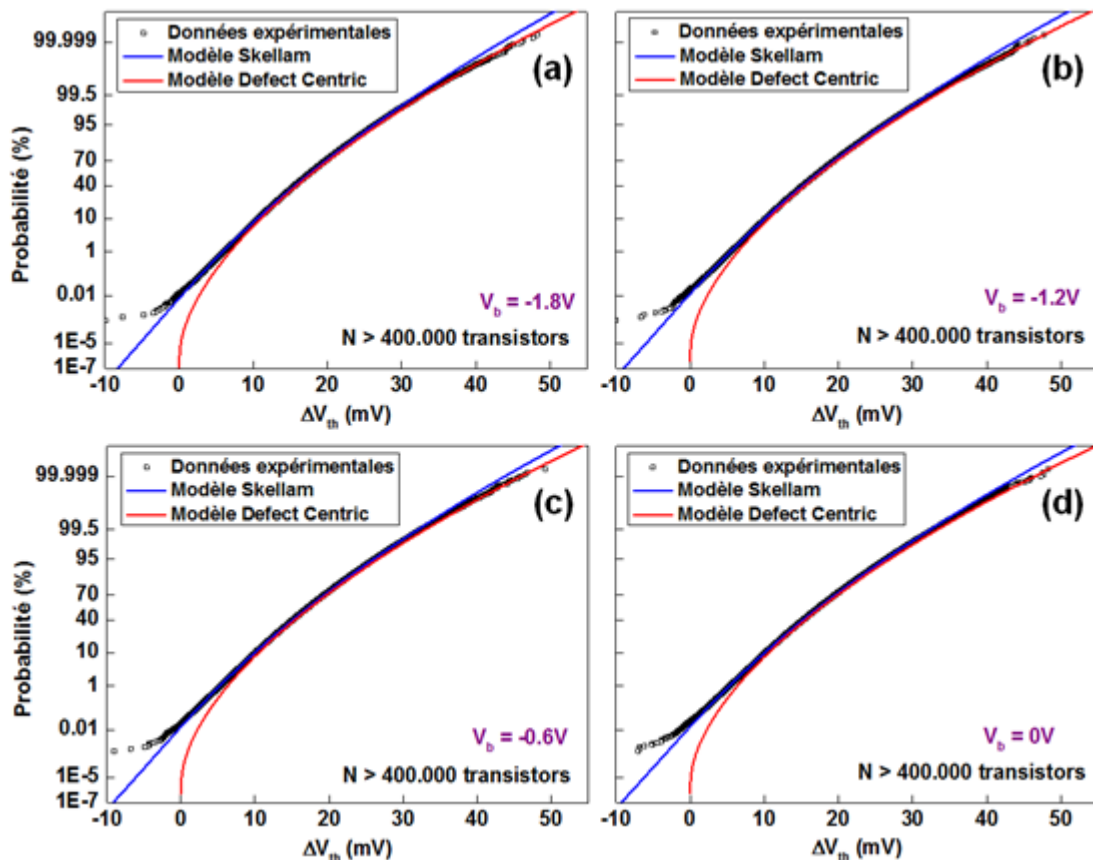 Données expérimentales
Modèle Skellam
Modèle Defect Centric
(a)
99.999
99.5
95
70
40
10
1
0.01
1E-5
1E-7
Probabilité (%)
V_b = -1.8V
N > 400.000 transistors
-10 0 10 20 30 40 50
ΔV_th (mV)
Données expérimentales
Modèle Skellam
Modèle Defect Centric
(b)
V_b = -1.2V
N > 400.000 transistors
-10 0 10 20 30 40 50
ΔV_th (mV)
Données expérimentales
Modèle Skellam
Modèle Defect Centric
(c)
99.999
99.5
95
70
40
10
1
0.01
1E-5
1E-7
Probabilité (%)
V_b = -0.6V
N > 400.000 transistors
-10 0 10 20 30 40 50
ΔV_th (mV)
Données expérimentales
Modèle Skellam
Modèle Defect Centric
(d)
V_b = 0V
N > 400.000 transistors
-10 0 10 20 30 40 50
ΔV_th (mV)